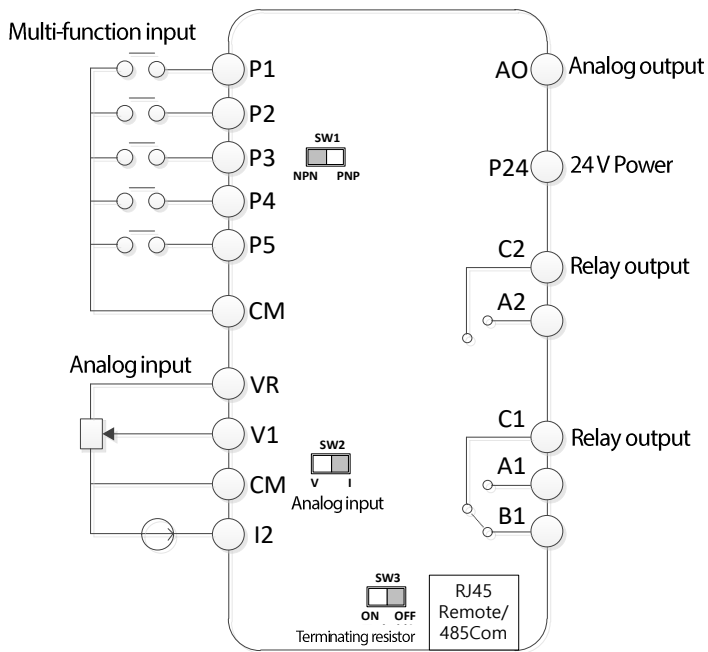 Multi-function input
P1
P2
P3
P4
P5
CM
SW1
NPN PNP
Analog input
VR
V1
CM
I2
SW2
V I
Analog input
SW3
ON OFF
Terminating resistor
RJ45
Remote/
485Com
AO
Analog output
P24
24 V Power
C2
Relay output
A2
C1
Relay output
A1
B1